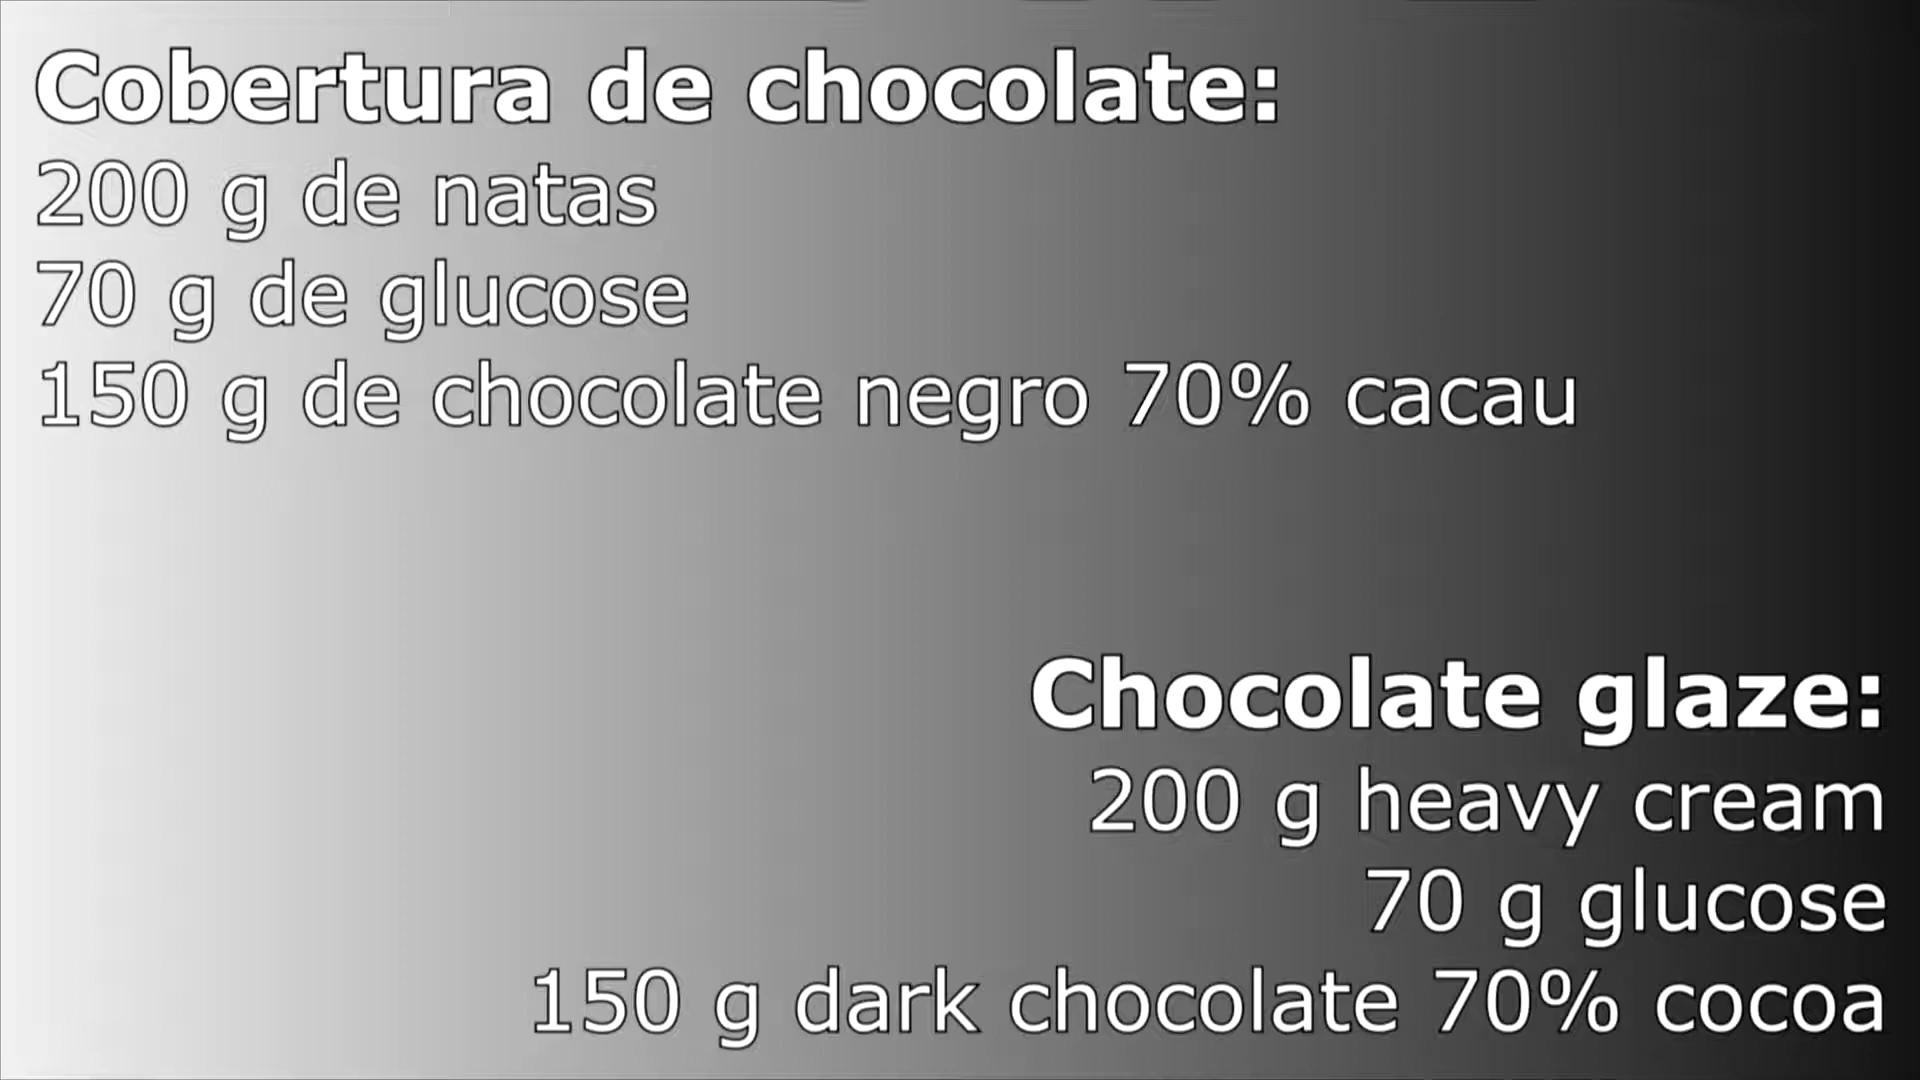 Cobertura de chocolate:
200 g de natas
70 g de glucose
150 g de chocolate negro 70% cacau
Chocolate glaze:
200 g heavy cream
70 g glucose
150 g dark chocolate 70% cocoa